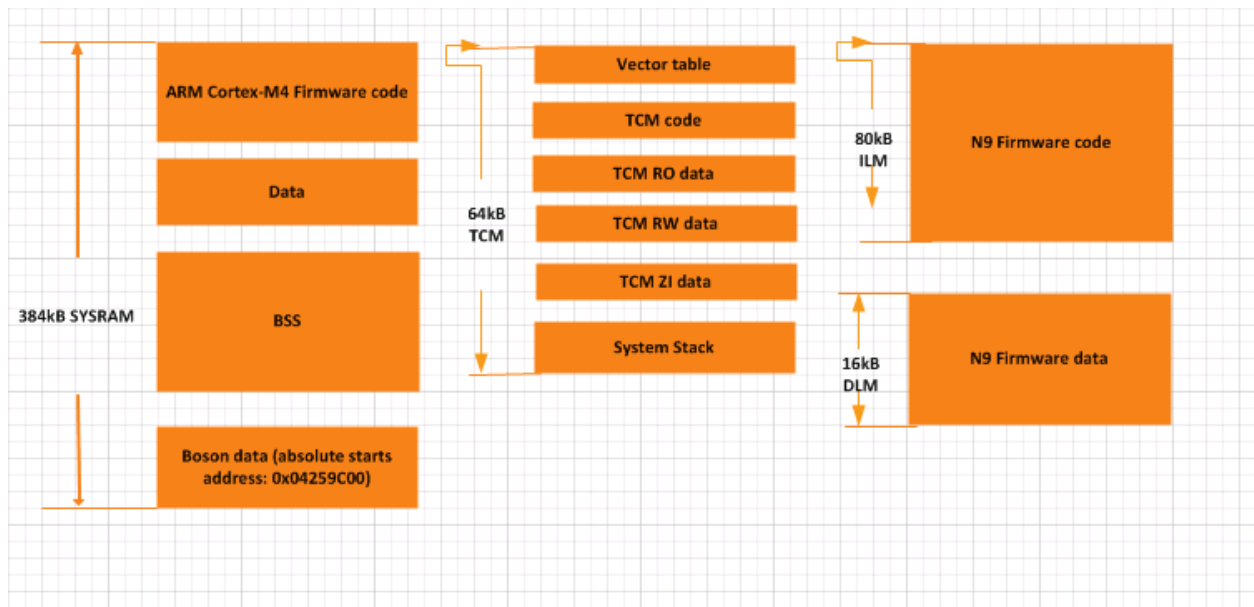 ARM Cortex-M4 Firmware code
Data
384kB SYSRAM
BSS
Boson data (absolute starts
address: 0x04259C00)
Vector table
TCM code
TCM RO data
64kB
TCM
TCM RW data
TCM ZI data
System Stack
80kB
ILM
N9 Firmware code
16kB
DLM
N9 Firmware data